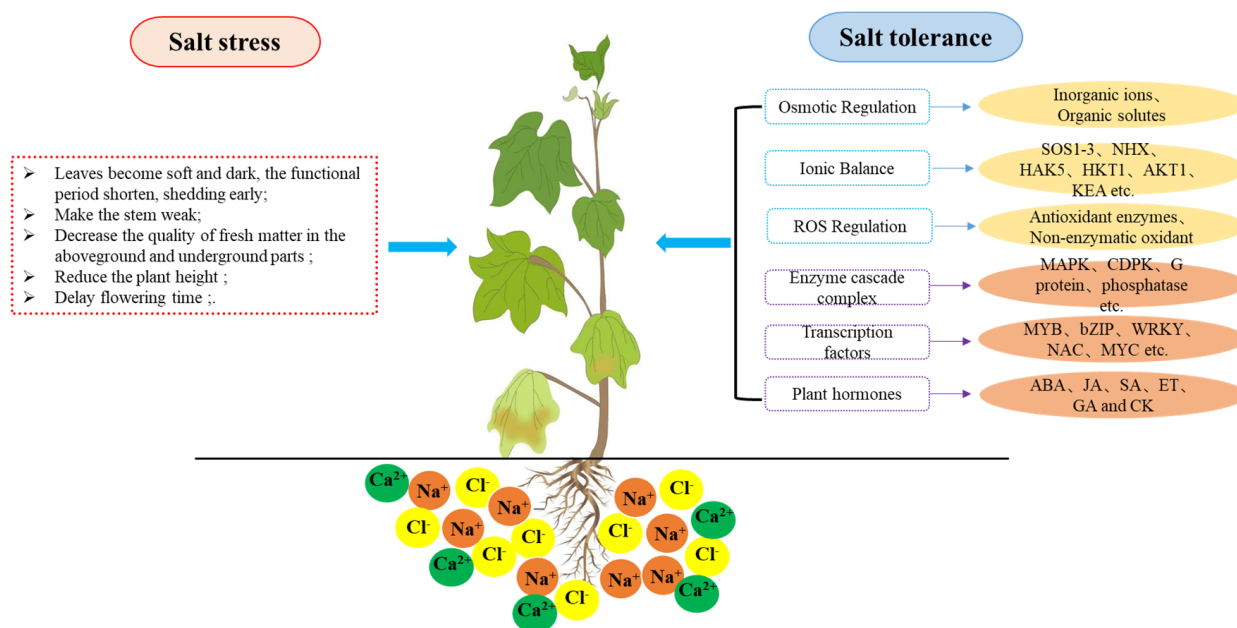 Salt stress
Salt tolerance
➢ Leaves become soft and dark, the functional
period shorten, shedding early;
➢ Make the stem weak;
➢ Decrease the quality of fresh matter in the
aboveground and underground parts ;
➢ Reduce the plant height ;
➢ Delay flowering time ;.
Osmotic Regulation
Inorganic ions、
Organic solutes
Ionic Balance
SOS1-3、NHX、
HAK5、HKT1、AKT1、
KEA etc.
ROS Regulation
Antioxidant enzymes、
Non-enzymatic oxidant
Enzyme cascade
complex
MAPK、CDPK、G
protein、phosphatase
etc.
Transcription
factors
MYB、bZIP、WRKY、
NAC、MYC etc.
Plant hormones
ABA、JA、SA、ET、
GA and CK
Ca²⁺
Na⁺
Cl⁻
Na⁺
Cl⁻
Na⁺
Cl⁻
Cl⁻
Ca²⁺
Na⁺
Ca²⁺
Cl⁻
Na⁺
Cl⁻
Cl⁻
Na⁺
Ca²⁺
Cl⁻
Na⁺
Na⁺
Ca²⁺